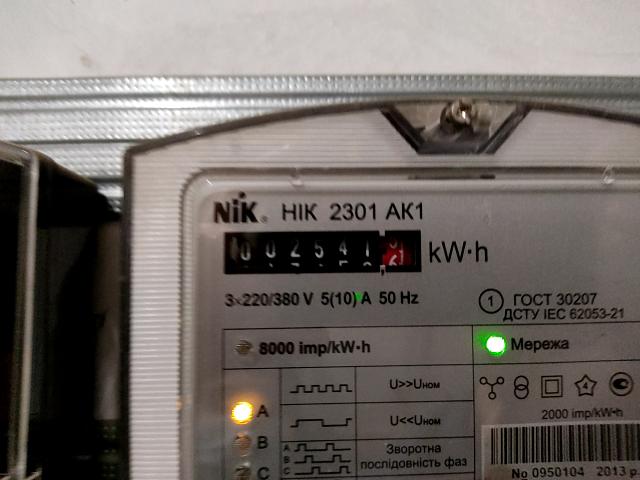 NiK. НІК 2301 АК1
002541 kW·h
3×220/380 V 5(10) A 50 Hz
1 ГОСТ 30207
ДСТУ IEC 62053-21
8000 imp/kW·h
Мережа
A
U>>Uном
2000 imp/kW·h
B
U<<Uном
C
A
B
C
Зворотна
послідовність фаз
No 0950104 2013 р.